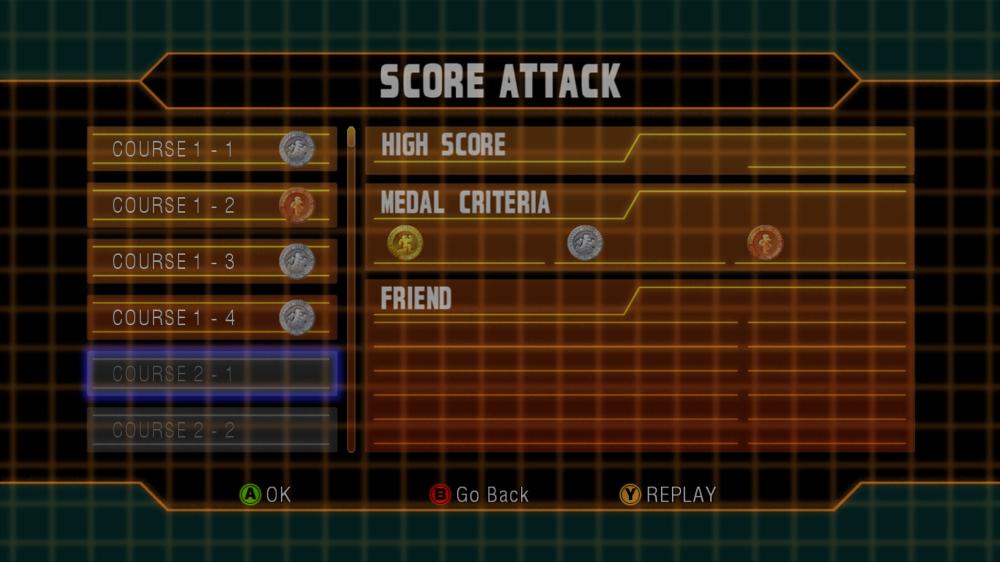 SCORE ATTACK
COURSE 1 - 1
COURSE 1 - 2
COURSE 1 - 3
COURSE 1 - 4
COURSE 2 - 1
COURSE 2 - 2
HIGH SCORE
MEDAL CRITERIA
FRIEND
A OK
B Go Back
Y REPLAY